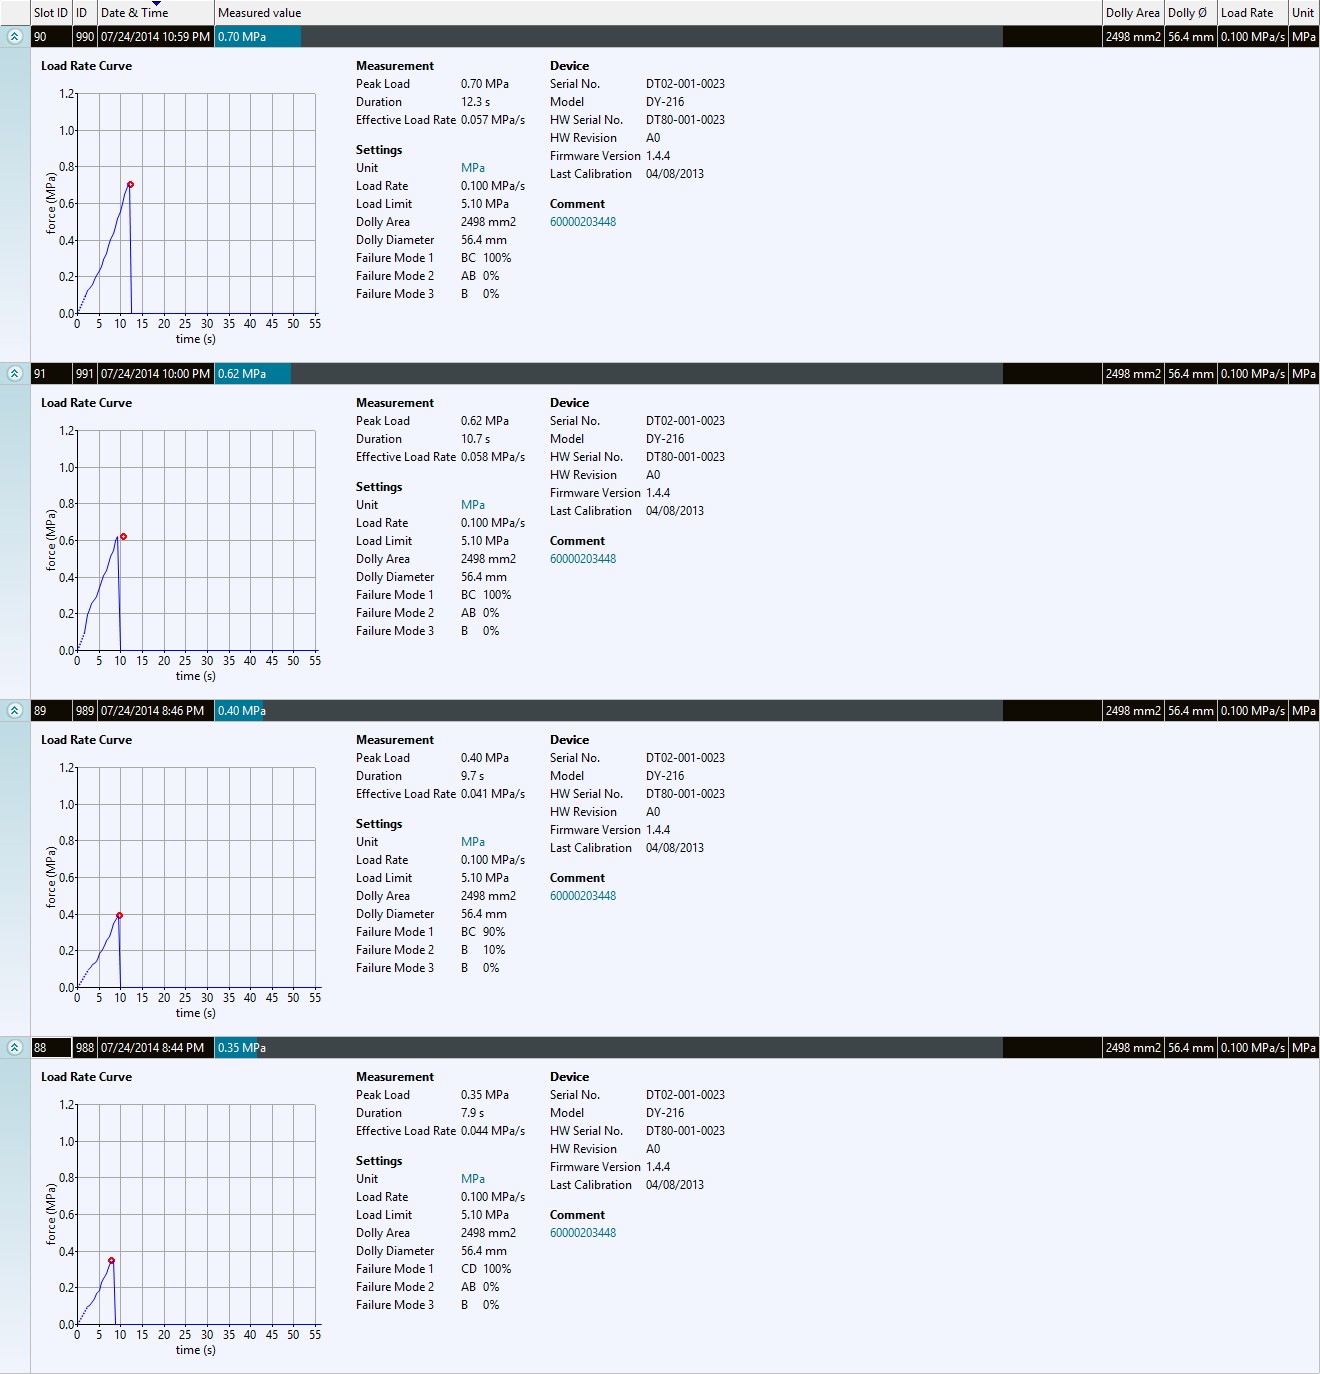 Slot ID ID Date & Time Measured value Dolly Area Dolly Ø Load Rate Unit
90 990 07/24/2014 10:59 PM 0.70 MPa 2498 mm2 56.4 mm 0.100 MPa/s MPa
Load Rate Curve
1.2
1.0
0.8
0.6
0.4
0.2
0.0
force (MPa)
0 5 10 15 20 25 30 35 40 45 50 55
time (s)
Measurement
Peak Load 0.70 MPa
Duration 12.3 s
Effective Load Rate 0.057 MPa/s
Settings
Unit MPa
Load Rate 0.100 MPa/s
Load Limit 5.10 MPa
Dolly Area 2498 mm2
Dolly Diameter 56.4 mm
Failure Mode 1 BC 100%
Failure Mode 2 AB 0%
Failure Mode 3 B 0%
Device
Serial No. DT02-001-0023
Model DY-216
HW Serial No. DT80-001-0023
HW Revision A0
Firmware Version 1.4.4
Last Calibration 04/08/2013
Comment
60000203448
91 991 07/24/2014 10:00 PM 0.62 MPa 2498 mm2 56.4 mm 0.100 MPa/s MPa
Load Rate Curve
1.2
1.0
0.8
0.6
0.4
0.2
0.0
force (MPa)
0 5 10 15 20 25 30 35 40 45 50 55
time (s)
Measurement
Peak Load 0.62 MPa
Duration 10.7 s
Effective Load Rate 0.058 MPa/s
Settings
Unit MPa
Load Rate 0.100 MPa/s
Load Limit 5.10 MPa
Dolly Area 2498 mm2
Dolly Diameter 56.4 mm
Failure Mode 1 BC 100%
Failure Mode 2 AB 0%
Failure Mode 3 B 0%
Device
Serial No. DT02-001-0023
Model DY-216
HW Serial No. DT80-001-0023
HW Revision A0
Firmware Version 1.4.4
Last Calibration 04/08/2013
Comment
60000203448
89 989 07/24/2014 8:46 PM 0.40 MPa 2498 mm2 56.4 mm 0.100 MPa/s MPa
Load Rate Curve
1.2
1.0
0.8
0.6
0.4
0.2
0.0
force (MPa)
0 5 10 15 20 25 30 35 40 45 50 55
time (s)
Measurement
Peak Load 0.40 MPa
Duration 9.7 s
Effective Load Rate 0.041 MPa/s
Settings
Unit MPa
Load Rate 0.100 MPa/s
Load Limit 5.10 MPa
Dolly Area 2498 mm2
Dolly Diameter 56.4 mm
Failure Mode 1 BC 90%
Failure Mode 2 B 10%
Failure Mode 3 B 0%
Device
Serial No. DT02-001-0023
Model DY-216
HW Serial No. DT80-001-0023
HW Revision A0
Firmware Version 1.4.4
Last Calibration 04/08/2013
Comment
60000203448
88 988 07/24/2014 8:44 PM 0.35 MPa 2498 mm2 56.4 mm 0.100 MPa/s MPa
Load Rate Curve
1.2
1.0
0.8
0.6
0.4
0.2
0.0
force (MPa)
0 5 10 15 20 25 30 35 40 45 50 55
time (s)
Measurement
Peak Load 0.35 MPa
Duration 7.9 s
Effective Load Rate 0.044 MPa/s
Settings
Unit MPa
Load Rate 0.100 MPa/s
Load Limit 5.10 MPa
Dolly Area 2498 mm2
Dolly Diameter 56.4 mm
Failure Mode 1 CD 100%
Failure Mode 2 AB 0%
Failure Mode 3 B 0%
Device
Serial No. DT02-001-0023
Model DY-216
HW Serial No. DT80-001-0023
HW Revision A0
Firmware Version 1.4.4
Last Calibration 04/08/2013
Comment
60000203448